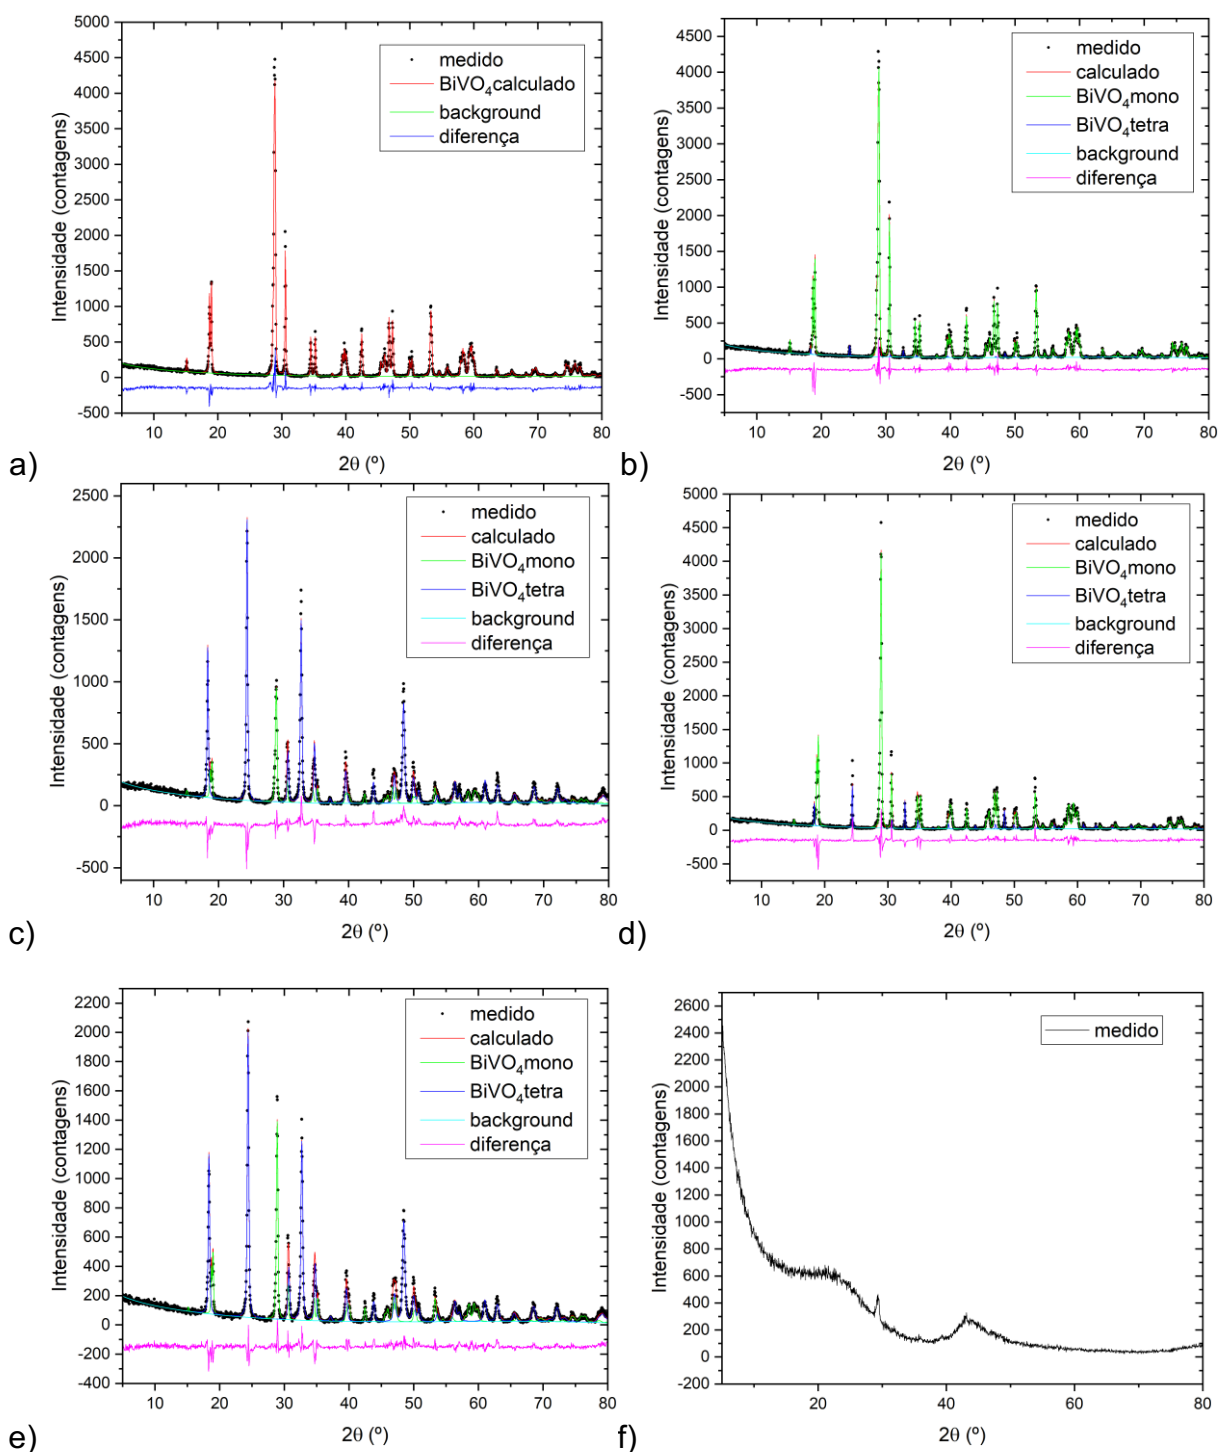 5000
4500
4000
3500
3000
2500
2000
1500
1000
500
0
-500
Intensidade (contagens)
medido
BiVO₄calculado
background
diferença
10 20 30 40 50 60 70 80
2θ (º)
a)
4500
4000
3500
3000
2500
2000
1500
1000
500
0
-500
Intensidade (contagens)
medido
calculado
BiVO₄mono
BiVO₄tetra
background
diferença
10 20 30 40 50 60 70 80
2θ (º)
b)
2500
2000
1500
1000
500
0
-500
Intensidade (contagens)
medido
calculado
BiVO₄mono
BiVO₄tetra
background
diferença
10 20 30 40 50 60 70 80
2θ (º)
c)
5000
4500
4000
3500
3000
2500
2000
1500
1000
500
0
-500
Intensidade (contagens)
medido
calculado
BiVO₄mono
BiVO₄tetra
background
diferença
10 20 30 40 50 60 70 80
2θ (º)
d)
2200
2000
1800
1600
1400
1200
1000
800
600
400
200
0
-200
-400
Intensidade (contagens)
medido
calculado
BiVO₄mono
BiVO₄tetra
background
diferença
10 20 30 40 50 60 70 80
2θ (º)
e)
2600
2400
2200
2000
1800
1600
1400
1200
1000
800
600
400
200
0
-200
Intensidade (contagens)
medido
20 40 60 80
2θ (º)
f)